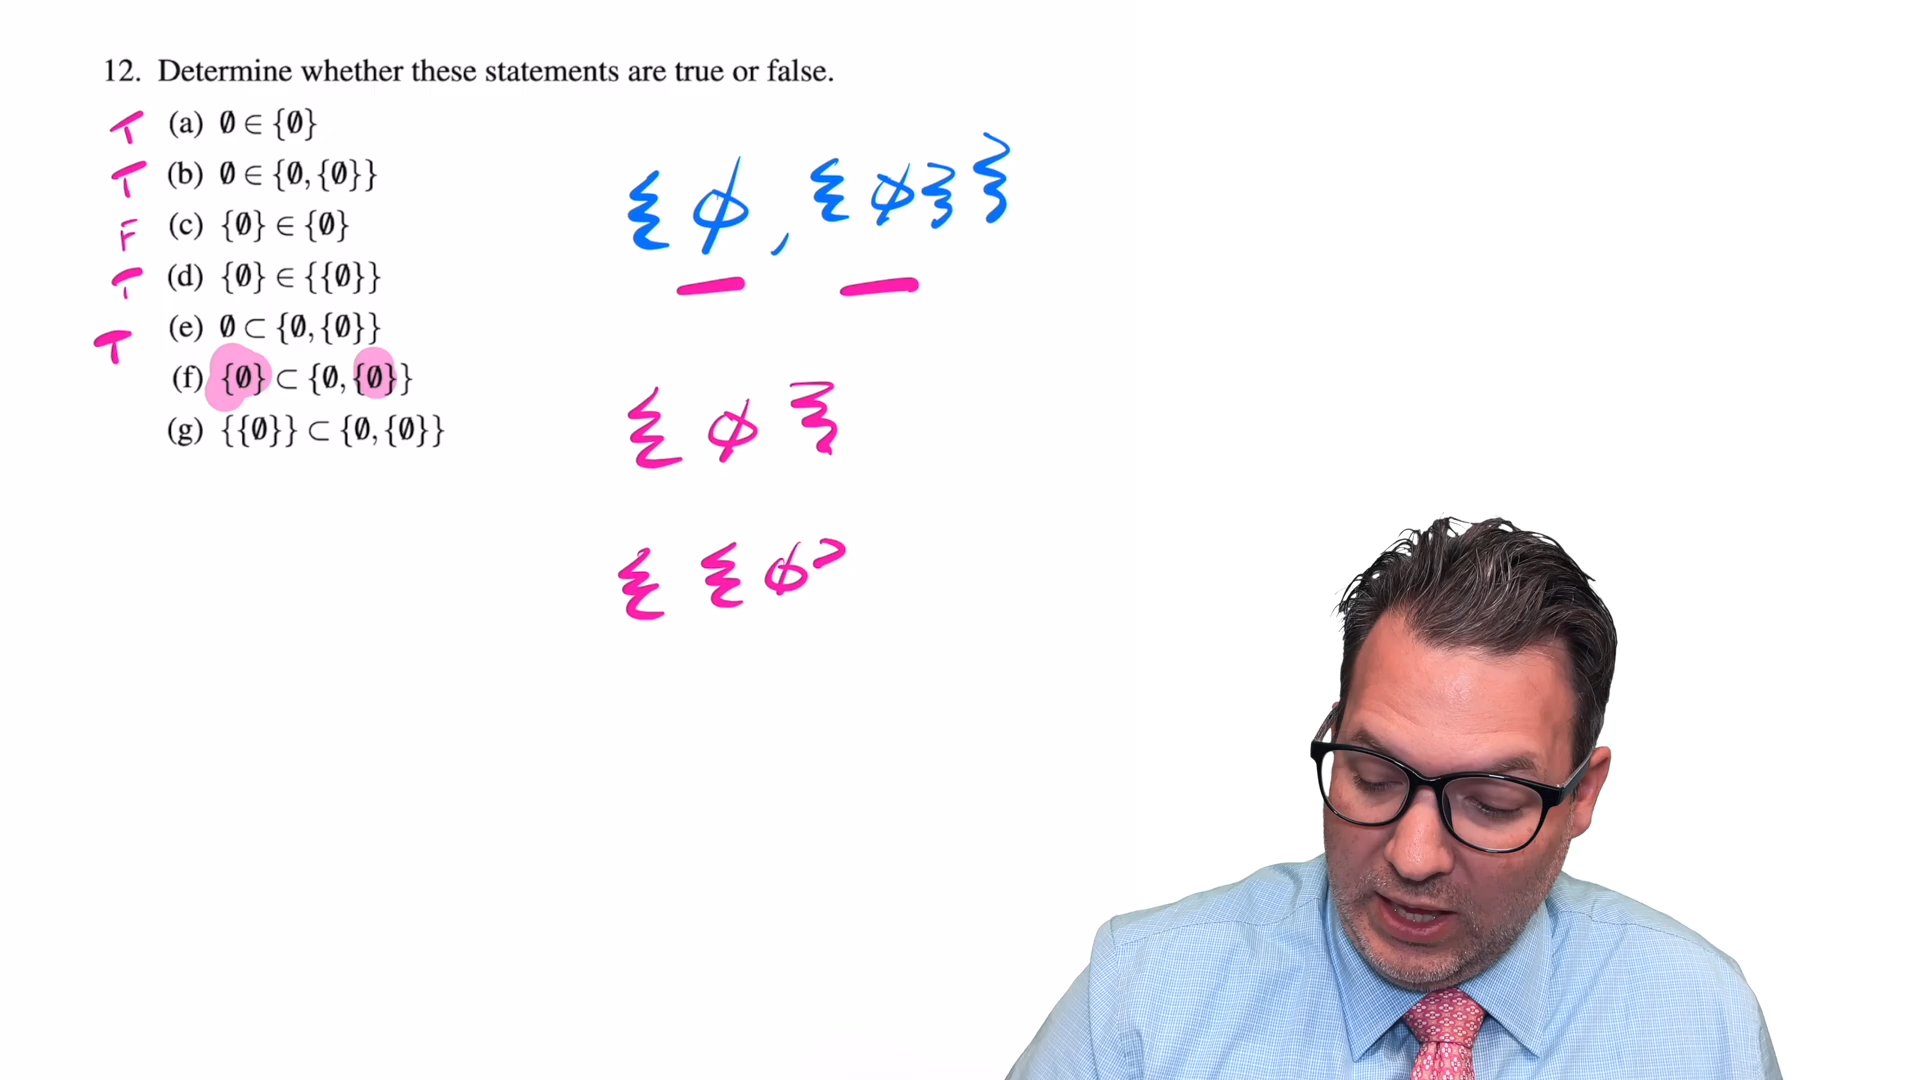 12. Determine whether these statements are true or false.
T (a) ∅ ∈ {∅}
T (b) ∅ ∈ {∅, {∅}}
F (c) {∅} ∈ {∅}
T (d) {∅} ∈ {{∅}}
T (e) ∅ ⊂ {∅, {∅}}
(f) {∅} ⊂ {∅, {∅}}
(g) {{∅}} ⊂ {∅, {∅}}
{ϕ, {ϕ}}
{ϕ}
{{ϕ